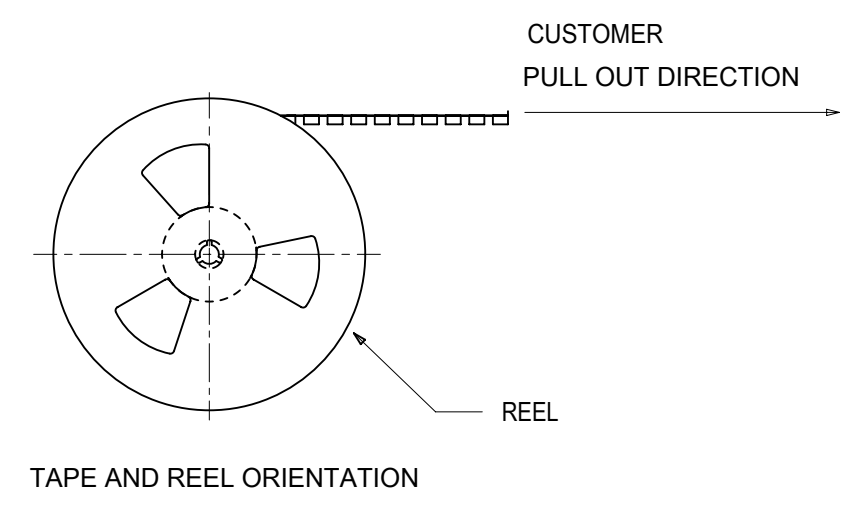 CUSTOMER
PULL OUT DIRECTION
REEL
TAPE AND REEL ORIENTATION